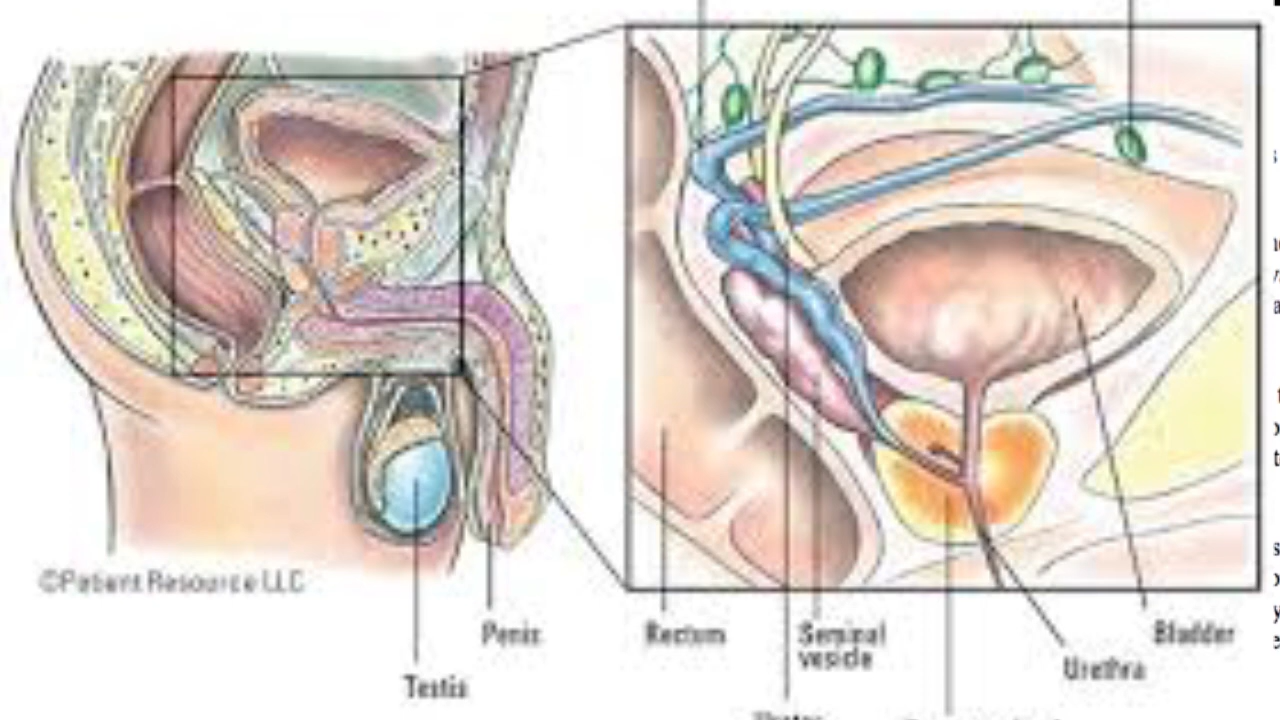 ©Patient Resource LLC
Penis
Testis
Rectum
Seminal
vesicle
Bladder
Urethra